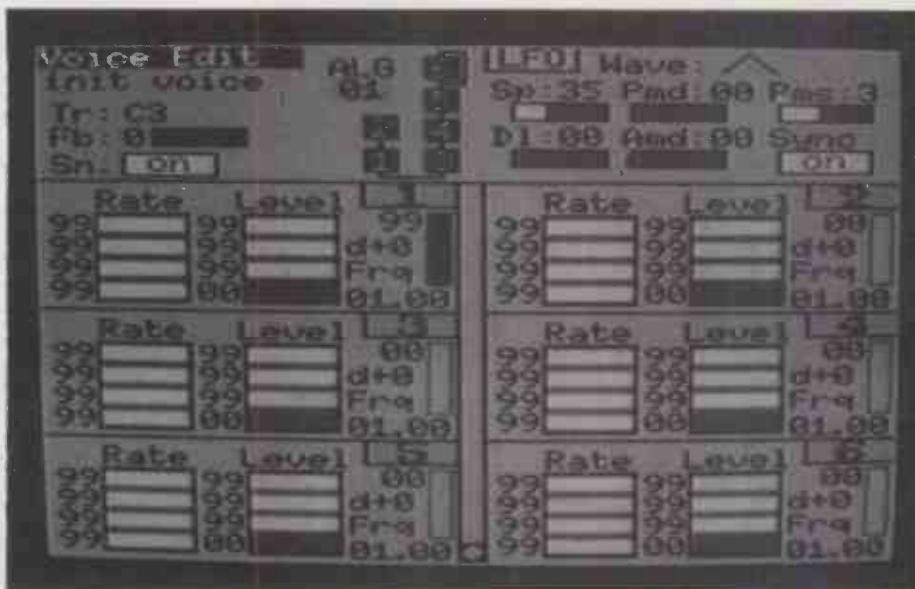 Voice Edit
init voice
Tr: C3
Fb: 0
Sn: on
ALG
01
LFO Wave:
Sp:35 Pmd:00 Pms:3
Dl:00 Amd:00 Sync
on
Rate Level 1
99 99 99
99 99 d+0
99 99 Frq
99 00 01.00
Rate Level 2
99 99 00
99 99 d+0
99 99 Frq
99 00 01.00
Rate Level 3
99 99 00
99 99 d+0
99 99 Frq
99 00 01.00
Rate Level 4
99 99 00
99 99 d+0
99 99 Frq
99 00 01.00
Rate Level 5
99 99 00
99 99 d+0
99 99 Frq
99 00 01.00
Rate Level 6
99 99 00
99 99 d+0
99 99 Frq
99 00 01.00